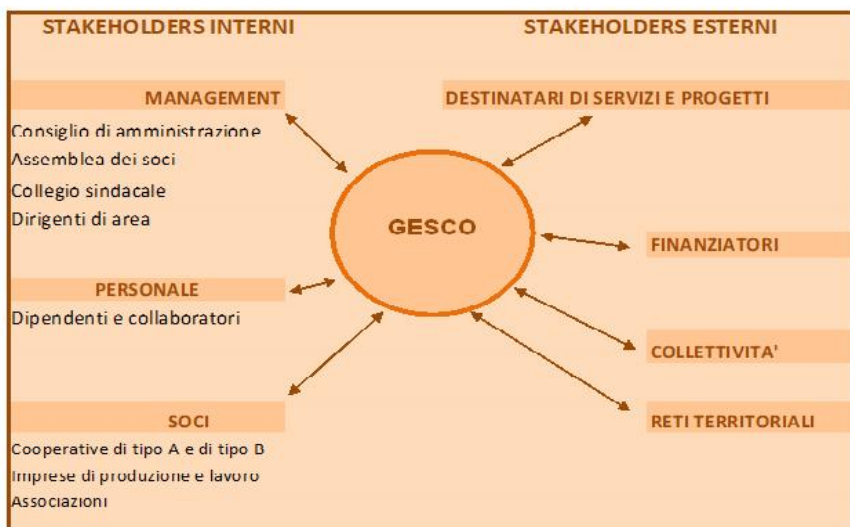 STAKEHOLDERS INTERNI
STAKEHOLDERS ESTERNI
MANAGEMENT
Consiglio di amministrazione
Assemblea dei soci
Collegio sindacale
Dirigenti di area
PERSONALE
Dipendenti e collaboratori
SOCI
Cooperative di tipo A e di tipo B
Imprese di produzione e lavoro
Associazioni
GESCO
DESTINATARI DI SERVIZI E PROGETTI
FINANZIATORI
COLLETTIVITA'
RETI TERRITORIALI